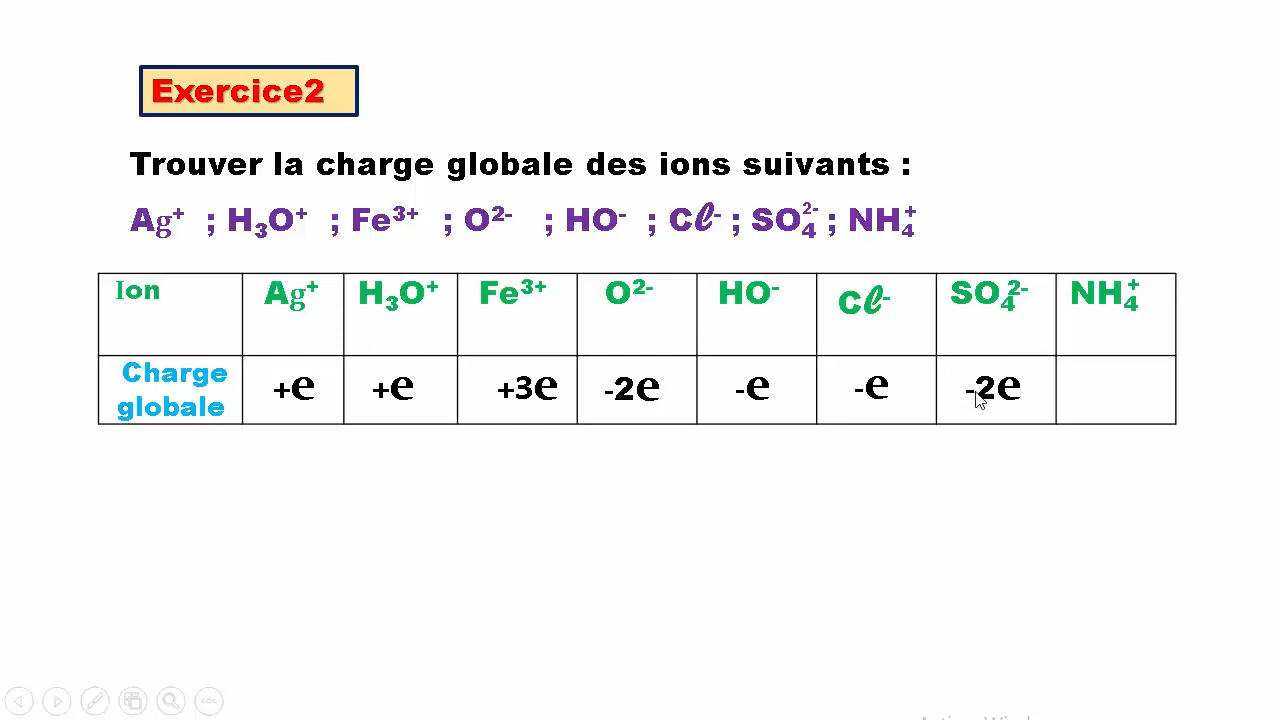 Exercice2
Trouver la charge globale des ions suivants :
Ag⁺ ; H₃O⁺ ; Fe³⁺ ; O²⁻ ; HO⁻ ; Cℓ⁻ ; SO₄²⁻ ; NH₄⁺
Ion Ag⁺ H₃O⁺ Fe³⁺ O²⁻ HO⁻ Cℓ⁻ SO₄²⁻ NH₄⁺
Charge globale +e +e +3e -2e -e -e -2e